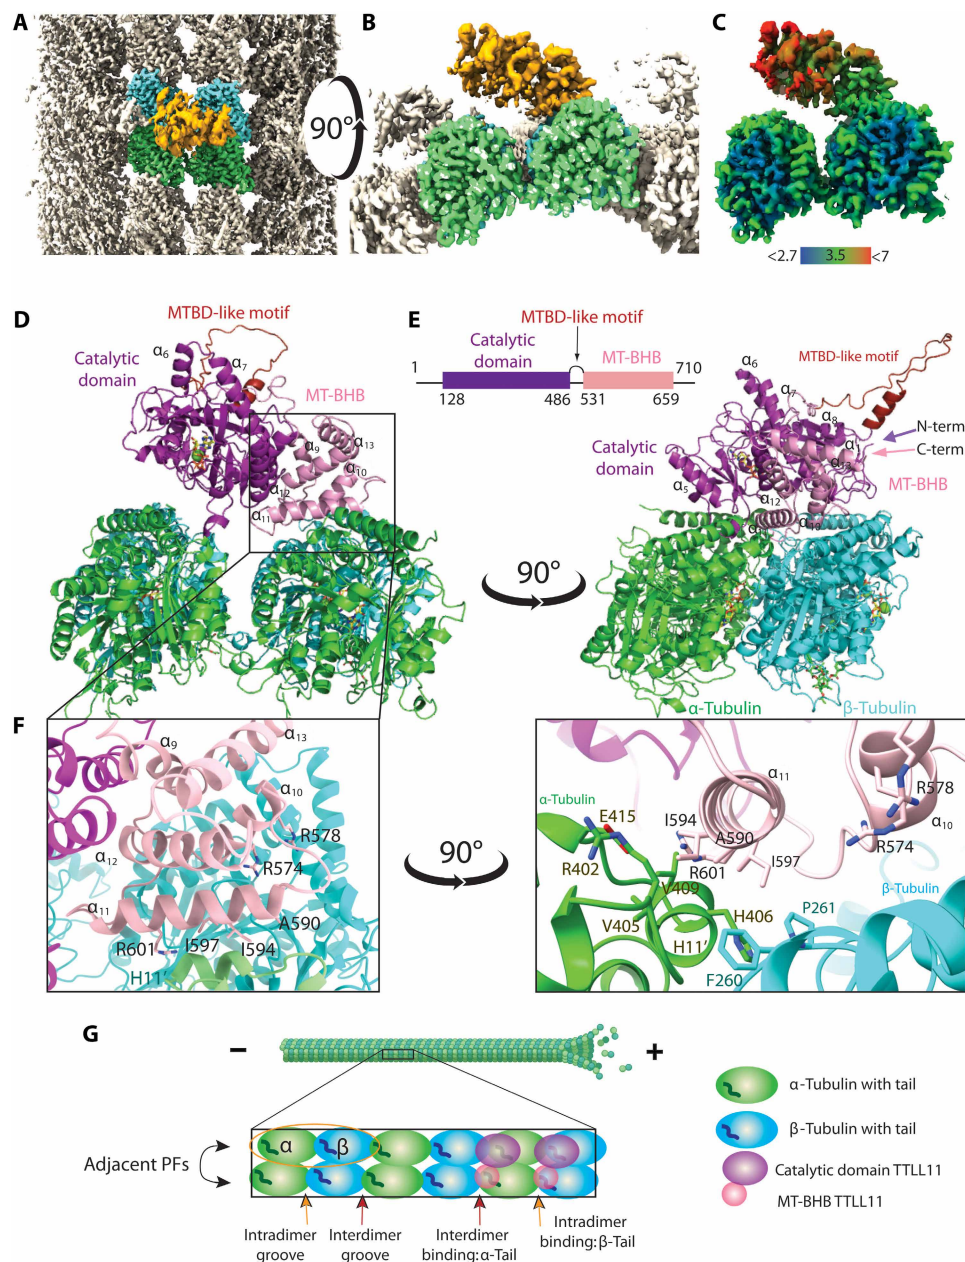 A
90°
B
C
<2.7
3.5
<7
D
MTBD-like motif
α6
α7
Catalytic
domain
MT-BHB
α9
α13
α10
α12
α11
E
MTBD-like motif
Catalytic
domain
MT-BHB
1
710
128
486
531
659
α6
MTBD-like motif
α7
α8
α1
N-term
C-term
Catalytic
domain
α13
MT-BHB
α5
α12
α10
90°
α-Tubulin
β-Tubulin
F
α9
α13
α10
R578
α12
R574
α11
A590
R601
I597
I594
H11′
90°
α11
α-Tubulin
E415
I594
A590
R578
α10
R574
R402
R601
I597
V409
β-Tubulin
V405
H406
P261
H11′
F260
G
−
+
α-Tubulin with tail
β-Tubulin with tail
Catalytic domain TTLL11
MT-BHB TTLL11
Adjacent PFs
α
β
Intradimer
groove
Interdimer
groove
Interdimer
binding:α-Tail
Intradimer
binding:β-Tail